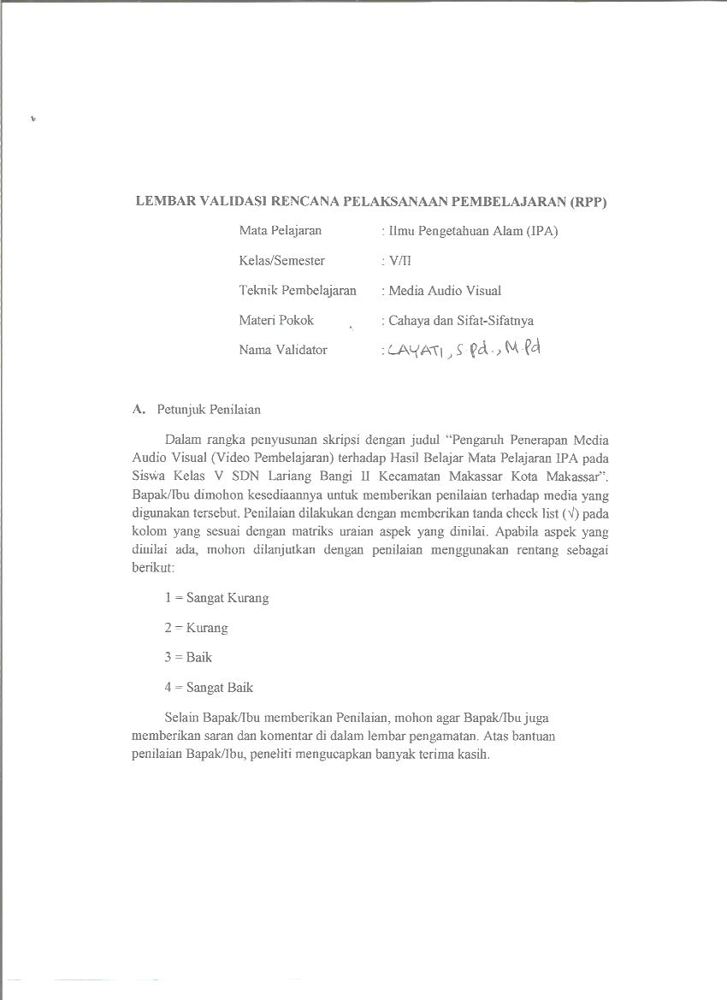 LEMBAR VALIDASI RENCANA PELAKSANAAN PEMBELAJARAN (RPP)
Mata Pelajaran : Ilmu Pengetahuan Alam (IPA)
Kelas/Semester : V/II
Teknik Pembelajaran : Media Audio Visual
Materi Pokok : Cahaya dan Sifat-Sifatnya
Nama Validator : CAYATI, S.Pd., M.Pd
A. Petunjuk Penilaian
Dalam rangka penyusunan skripsi dengan judul “Pengaruh Penerapan Media
Audio Visual (Video Pembelajaran) terhadap Hasil Belajar Mata Pelajaran IPA pada
Siswa Kelas V SDN Lariang Bangi II Kecamatan Makassar Kota Makassar”.
Bapak/Ibu dimohon kesediaannya untuk memberikan penilaian terhadap media yang
digunakan tersebut. Penilaian dilakukan dengan memberikan tanda check list (√) pada
kolom yang sesuai dengan matriks uraian aspek yang dinilai. Apabila aspek yang
dinilai ada, mohon dilanjutkan dengan penilaian menggunakan rentang sebagai
berikut:
1 = Sangat Kurang
2 = Kurang
3 = Baik
4 = Sangat Baik
Selain Bapak/Ibu memberikan Penilaian, mohon agar Bapak/Ibu juga
memberikan saran dan komentar di dalam lembar pengamatan. Atas bantuan
penilaian Bapak/Ibu, peneliti mengucapkan banyak terima kasih.